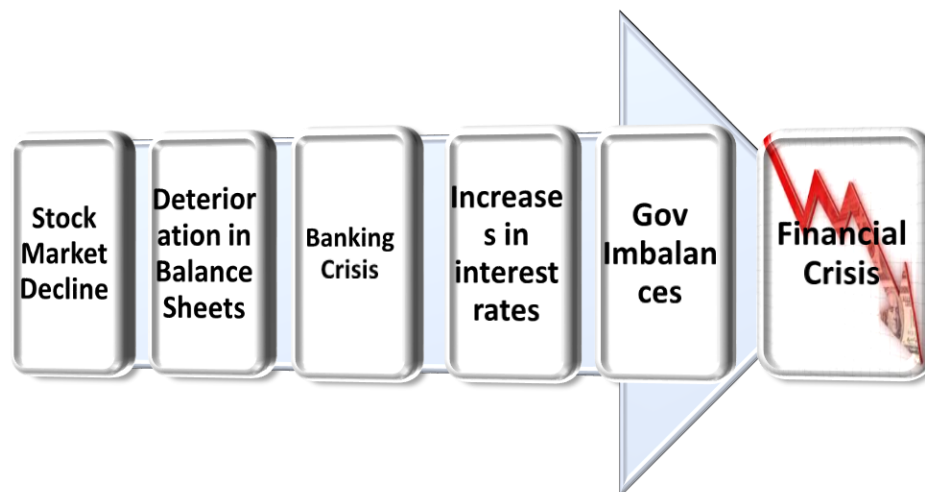 Stock
Market
Decline
Deterior
ation in
Balance
Sheets
Banking
Crisis
Increase
s in
interest
rates
Gov
Imbalan
ces
Financial
Crisis